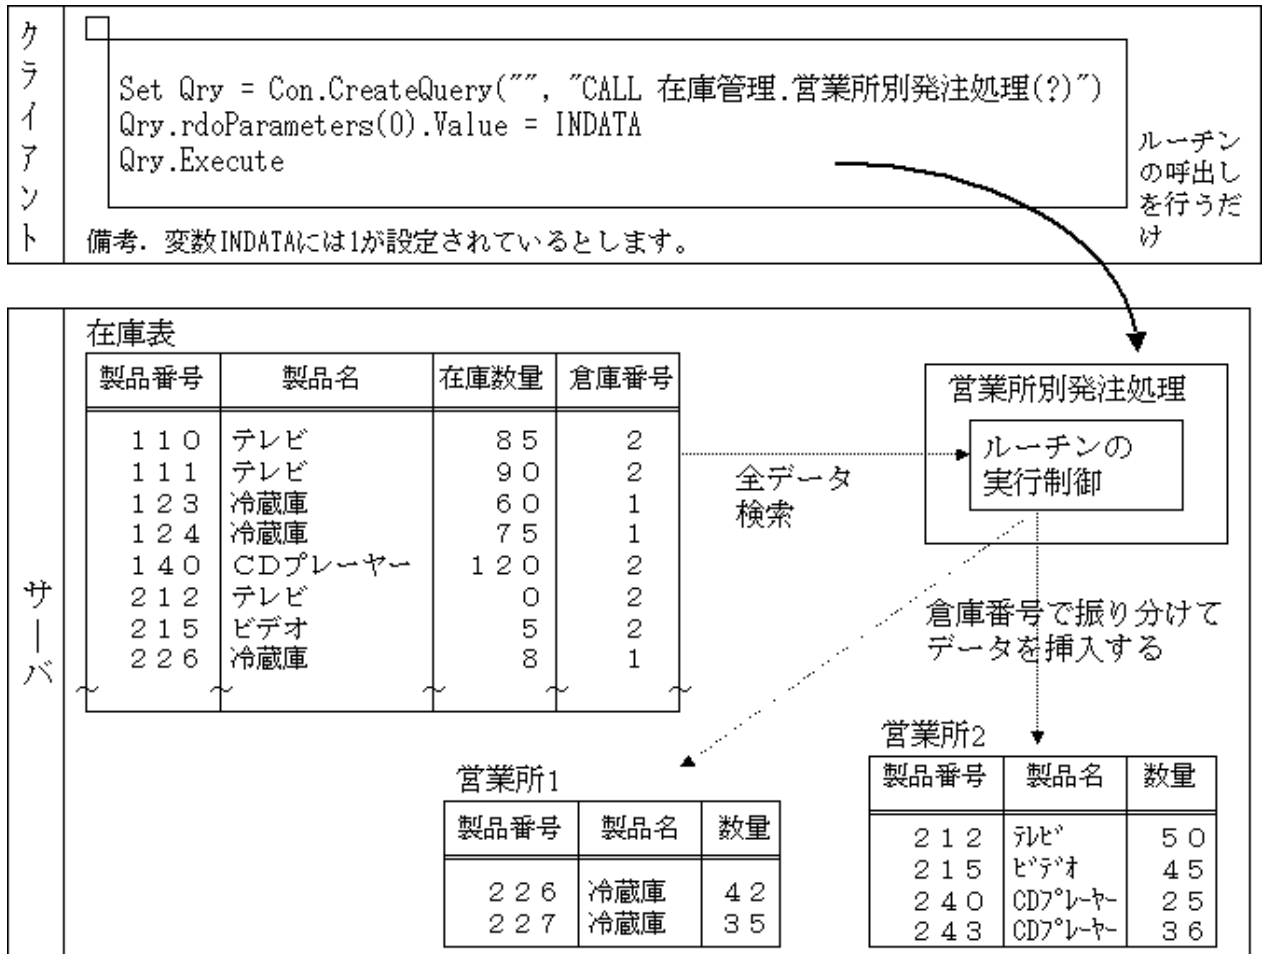 クライアント
Set Qry = Con.CreateQuery("", "CALL 在庫管理.営業所別発注処理(?)")
Qry.rdoParameters(0).Value = INDATA
Qry.Execute
ルーチン
の呼出し
を行うだ
け
備考. 変数INDATAには1が設定されているとします。
サーバ
在庫表
製品番号 製品名 在庫数量 倉庫番号
110 テレビ 85 2
111 テレビ 90 2
123 冷蔵庫 60 1
124 冷蔵庫 75 1
140 CDプレーヤー 120 2
212 テレビ 0 2
215 ビデオ 5 2
226 冷蔵庫 8 1
全データ
検索
営業所別発注処理
ルーチンの
実行制御
倉庫番号で振り分けて
データを挿入する
営業所1
製品番号 製品名 数量
226 冷蔵庫 42
227 冷蔵庫 35
営業所2
製品番号 製品名 数量
212 ﾃﾚﾋﾞ 50
215 ﾋﾞﾃﾞｵ 45
240 CDﾌﾟﾚｰﾔｰ 25
243 CDﾌﾟﾚｰﾔｰ 36